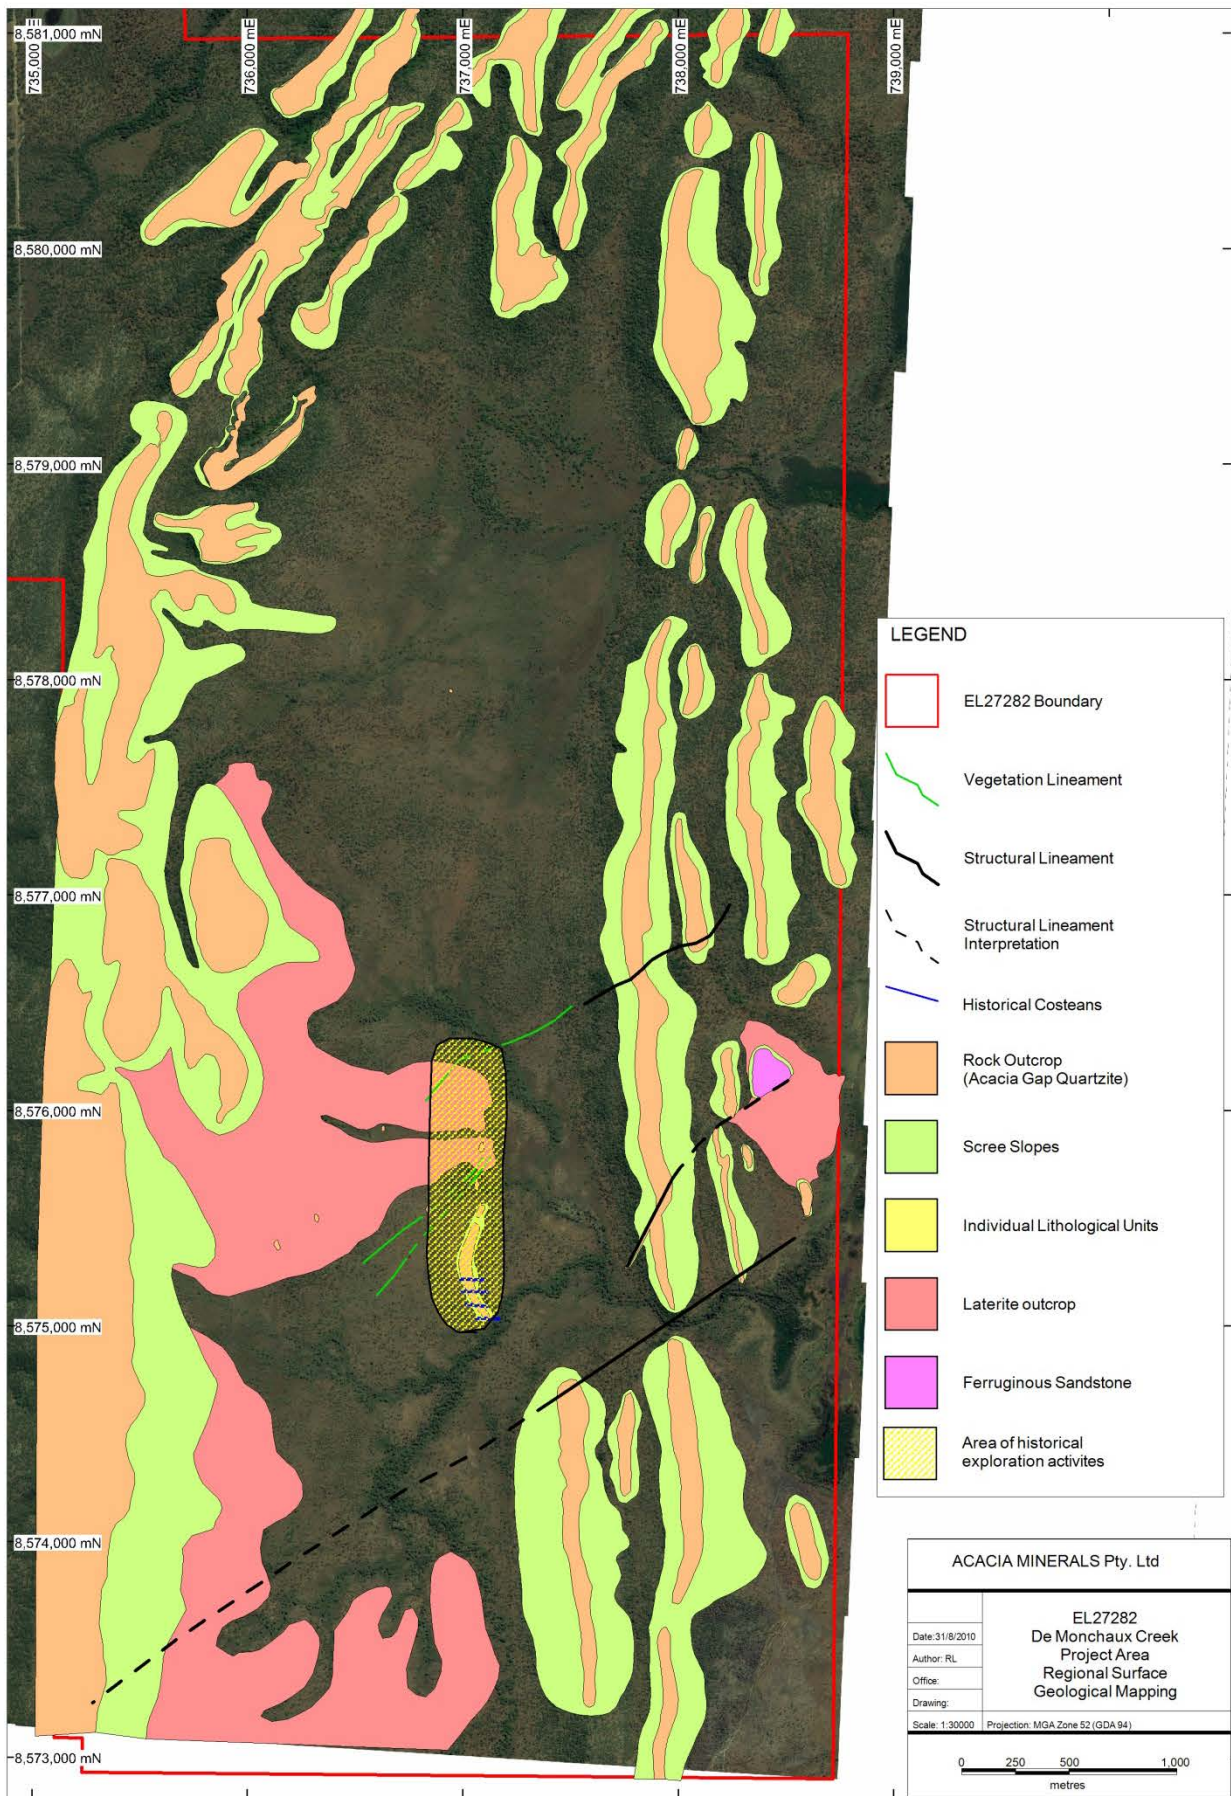 8,581,000 mN
735,000 mE
736,000 mE
737,000 mE
738,000 mE
739,000 mE
8,580,000 mN
8,579,000 mN
8,578,000 mN
8,577,000 mN
8,576,000 mN
8,575,000 mN
8,574,000 mN
8,573,000 mN
LEGEND
EL27282 Boundary
Vegetation Lineament
Structural Lineament
Structural Lineament
Interpretation
Historical Costeans
Rock Outcrop
(Acacia Gap Quartzite)
Scree Slopes
Individual Lithological Units
Laterite outcrop
Ferruginous Sandstone
Area of historical
exploration activites
ACACIA MINERALS Pty. Ltd
Date:31/8/2010
Author: RL
Office:
Drawing:
Scale: 1:30000
EL27282
De Monchaux Creek
Project Area
Regional Surface
Geological Mapping
Projection: MGA Zone 52 (GDA 94)
0 250 500 1,000
metres